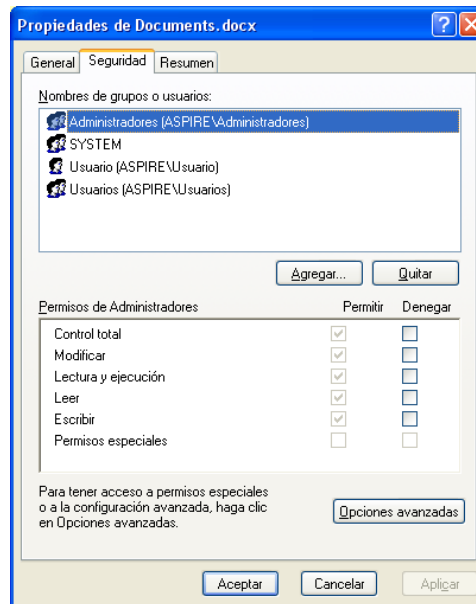 Propiedades de Documents.docx
General Seguridad Resumen
Nombres de grupos o usuarios:
Administradores (ASPIRE\Administradores)
SYSTEM
Usuario (ASPIRE\Usuario)
Usuarios (ASPIRE\Usuarios)
Agregar... Quitar
Permisos de Administradores Permitir Denegar
Control total
Modificar
Lectura y ejecución
Leer
Escribir
Permisos especiales
Para tener acceso a permisos especiales
o a la configuración avanzada, haga clic
en Opciones avanzadas.
Opciones avanzadas
Aceptar Cancelar Aplicar